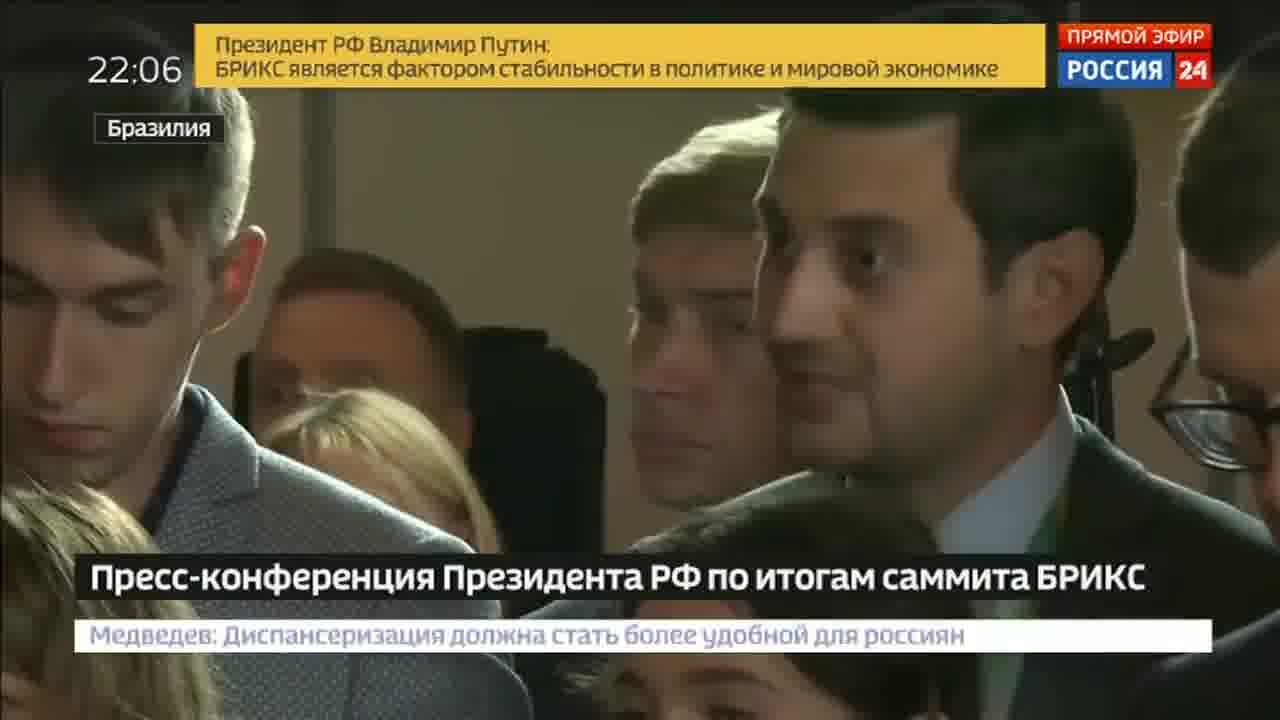 Президент РФ Владимир Путин:
БРИКС является фактором стабильности в политике и мировой экономике
ПРЯМОЙ ЭФИР
РОССИЯ 24
22:06
Бразилия
Пресс-конференция Президента РФ по итогам саммита БРИКС
Медведев: Диспансеризация должна стать более удобной для россиян